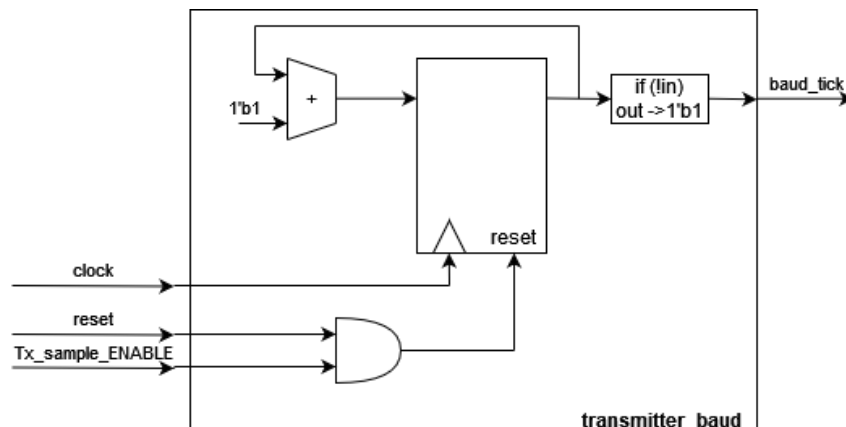 if (!in)
out ->1'b1
baud_tick
+
1'b1
reset
clock
reset
Tx_sample_ENABLE
transmitter_baud